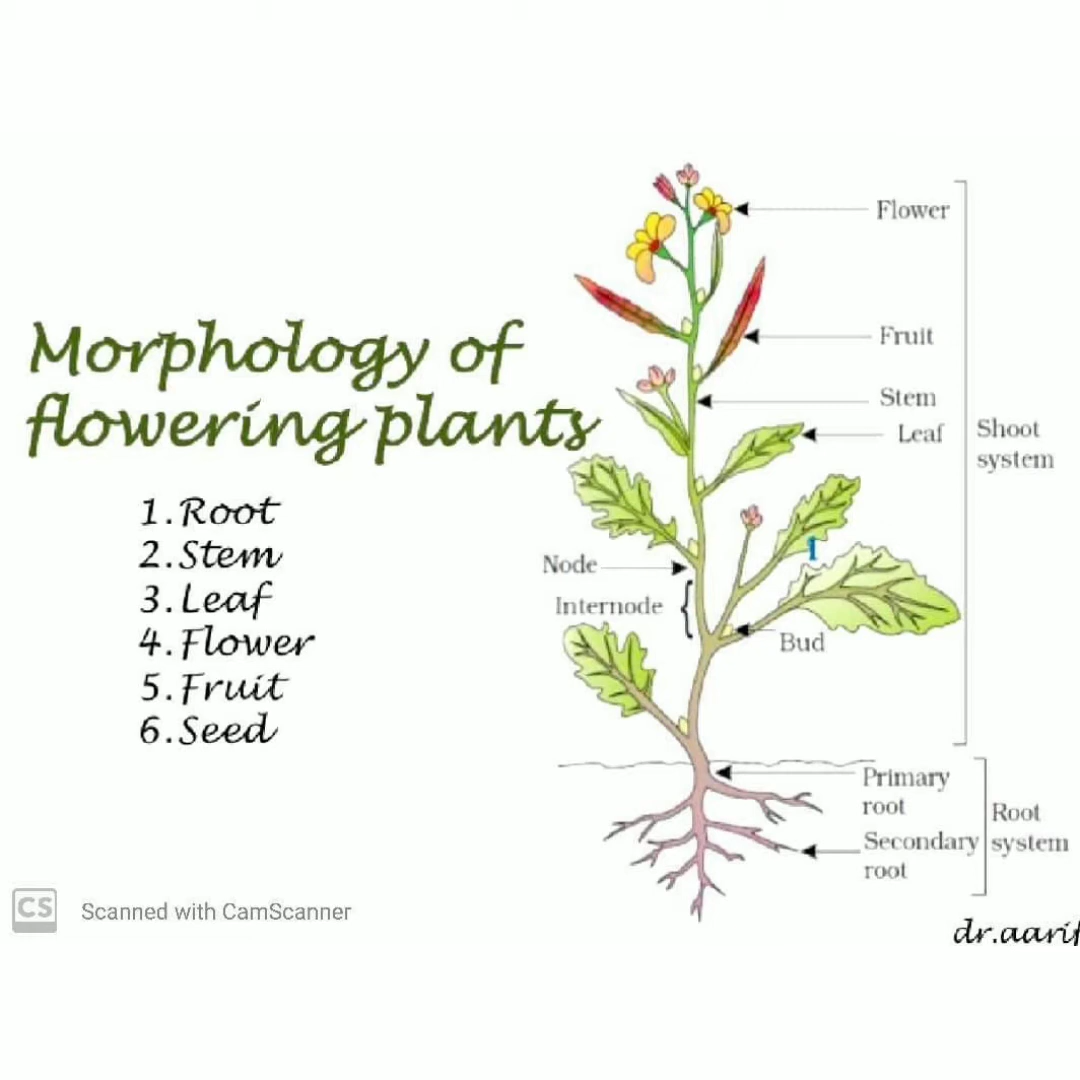 Morphology of
flowering plants
1. Root
2. Stem
3. Leaf
4. Flower
5. Fruit
6. Seed
Flower
Fruit
Stem
Leaf
Shoot
system
Node
Internode
Bud
Primary
root
Secondary
root
Root
system
CS Scanned with CamScanner